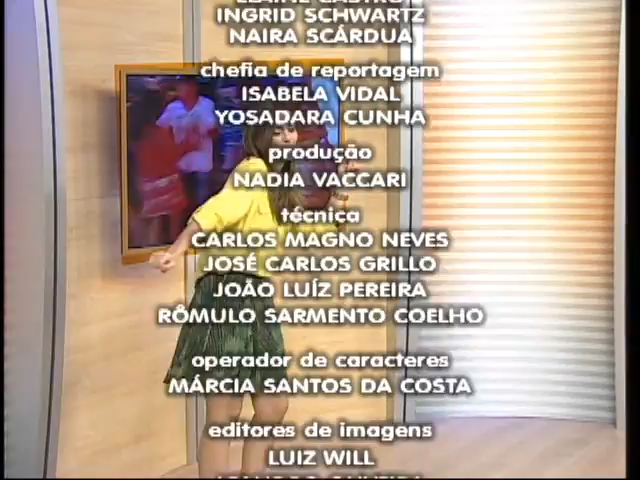 ELAINE CASTRO
INGRID SCHWARTZ
NAIRA SCÁRDUA
chefia de reportagem
ISABELA VIDAL
YOSADARA CUNHA
produção
NADIA VACCARI
técnica
CARLOS MAGNO NEVES
JOSÉ CARLOS GRILLO
JOÃO LUÍZ PEREIRA
RÔMULO SARMENTO COELHO
operador de caracteres
MÁRCIA SANTOS DA COSTA
editores de imagens
LUIZ WILL